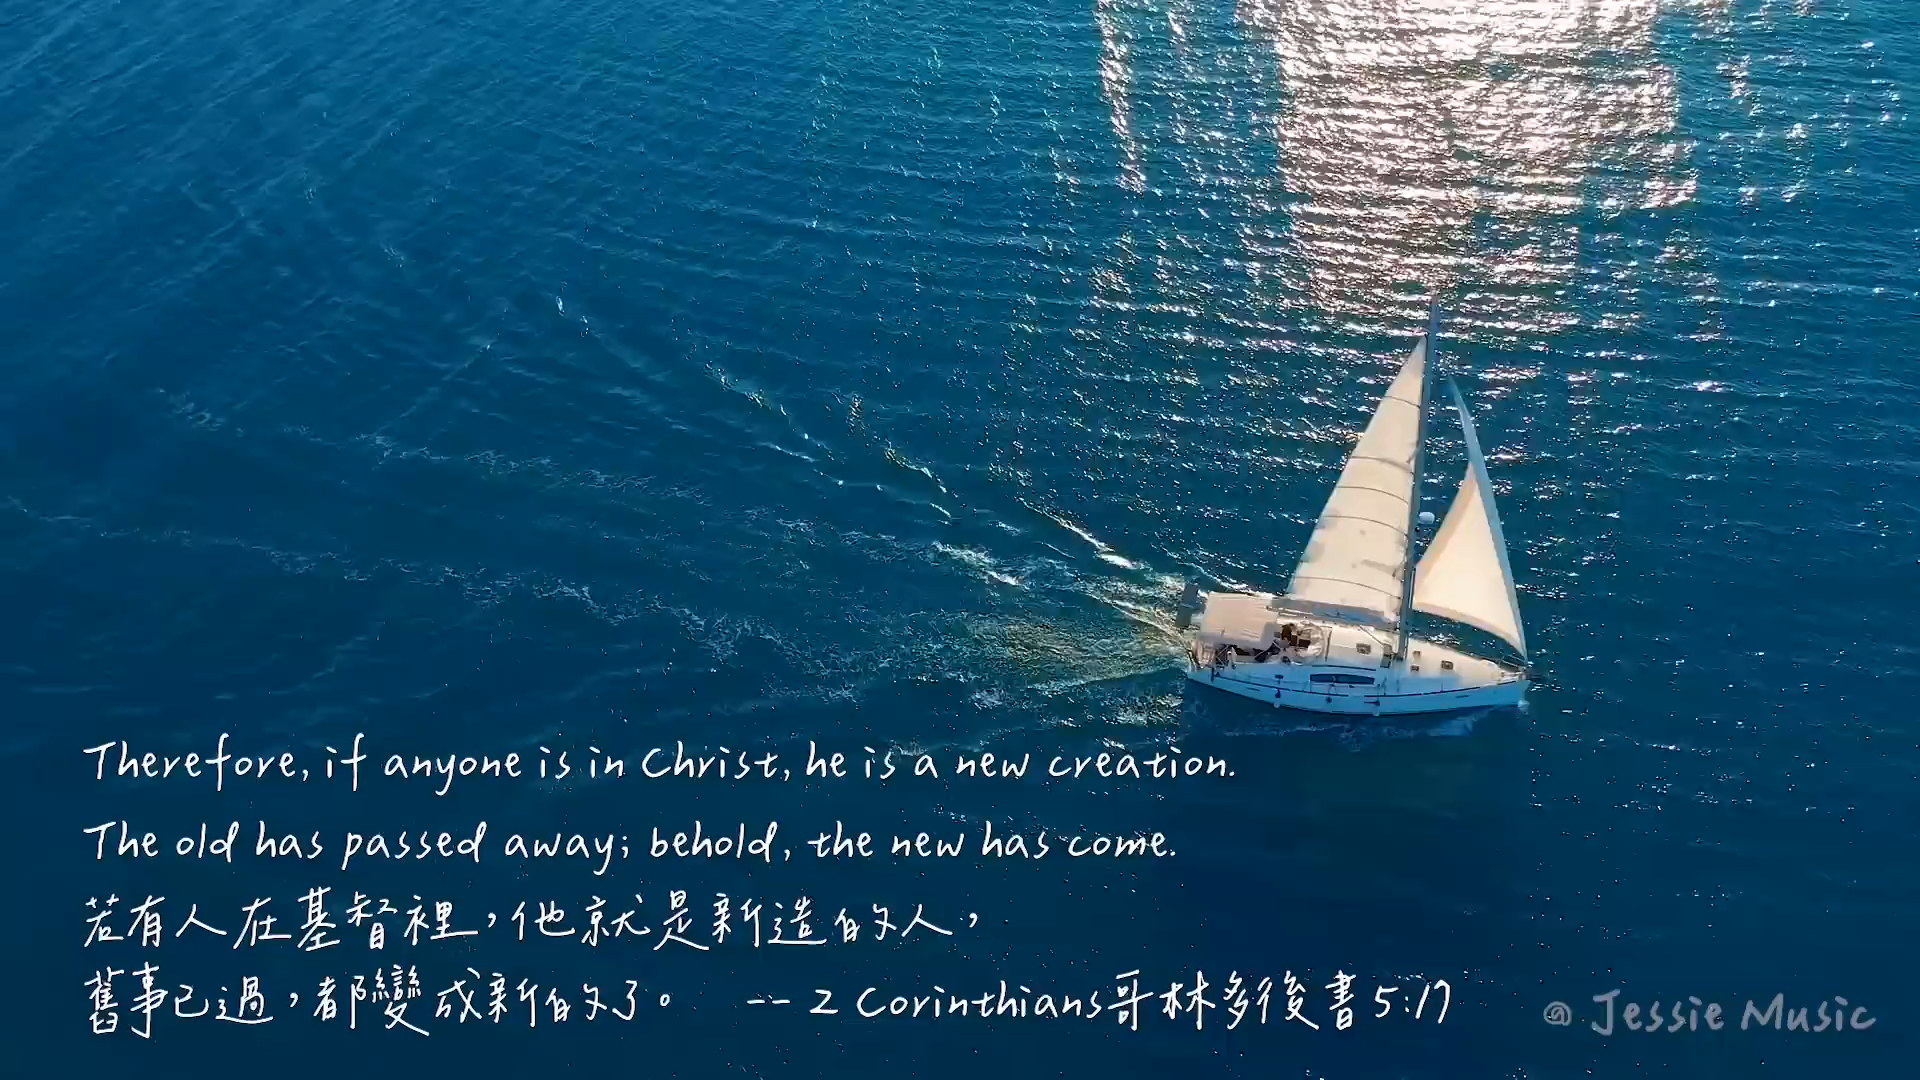 Therefore, if anyone is in Christ, he is a new creation.
The old has passed away; behold, the new has come.
若有人在基督裡，他就是新造的人，
舊事已過，都變成新的了。 -- 2 Corinthians哥林多後書 5:17
@ Jessie Music